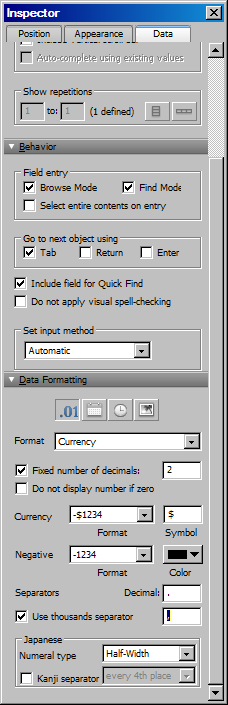 Inspector
Position Appearance Data
Auto-complete using existing values
Show repetitions
1 to: 1 (1 defined)
Behavior
Field entry
Browse Mode Find Mode
Select entire contents on entry
Go to next object using
Tab Return Enter
Include field for Quick Find
Do not apply visual spell-checking
Set input method
Automatic
Data Formatting
.01
Format Currency
Fixed number of decimals: 2
Do not display number if zero
Currency -$1234 $
Format Symbol
Negative -1234
Format Color
Separators Decimal: .
Use thousands separator ,
Japanese
Numeral type Half-Width
Kanji separator every 4th place